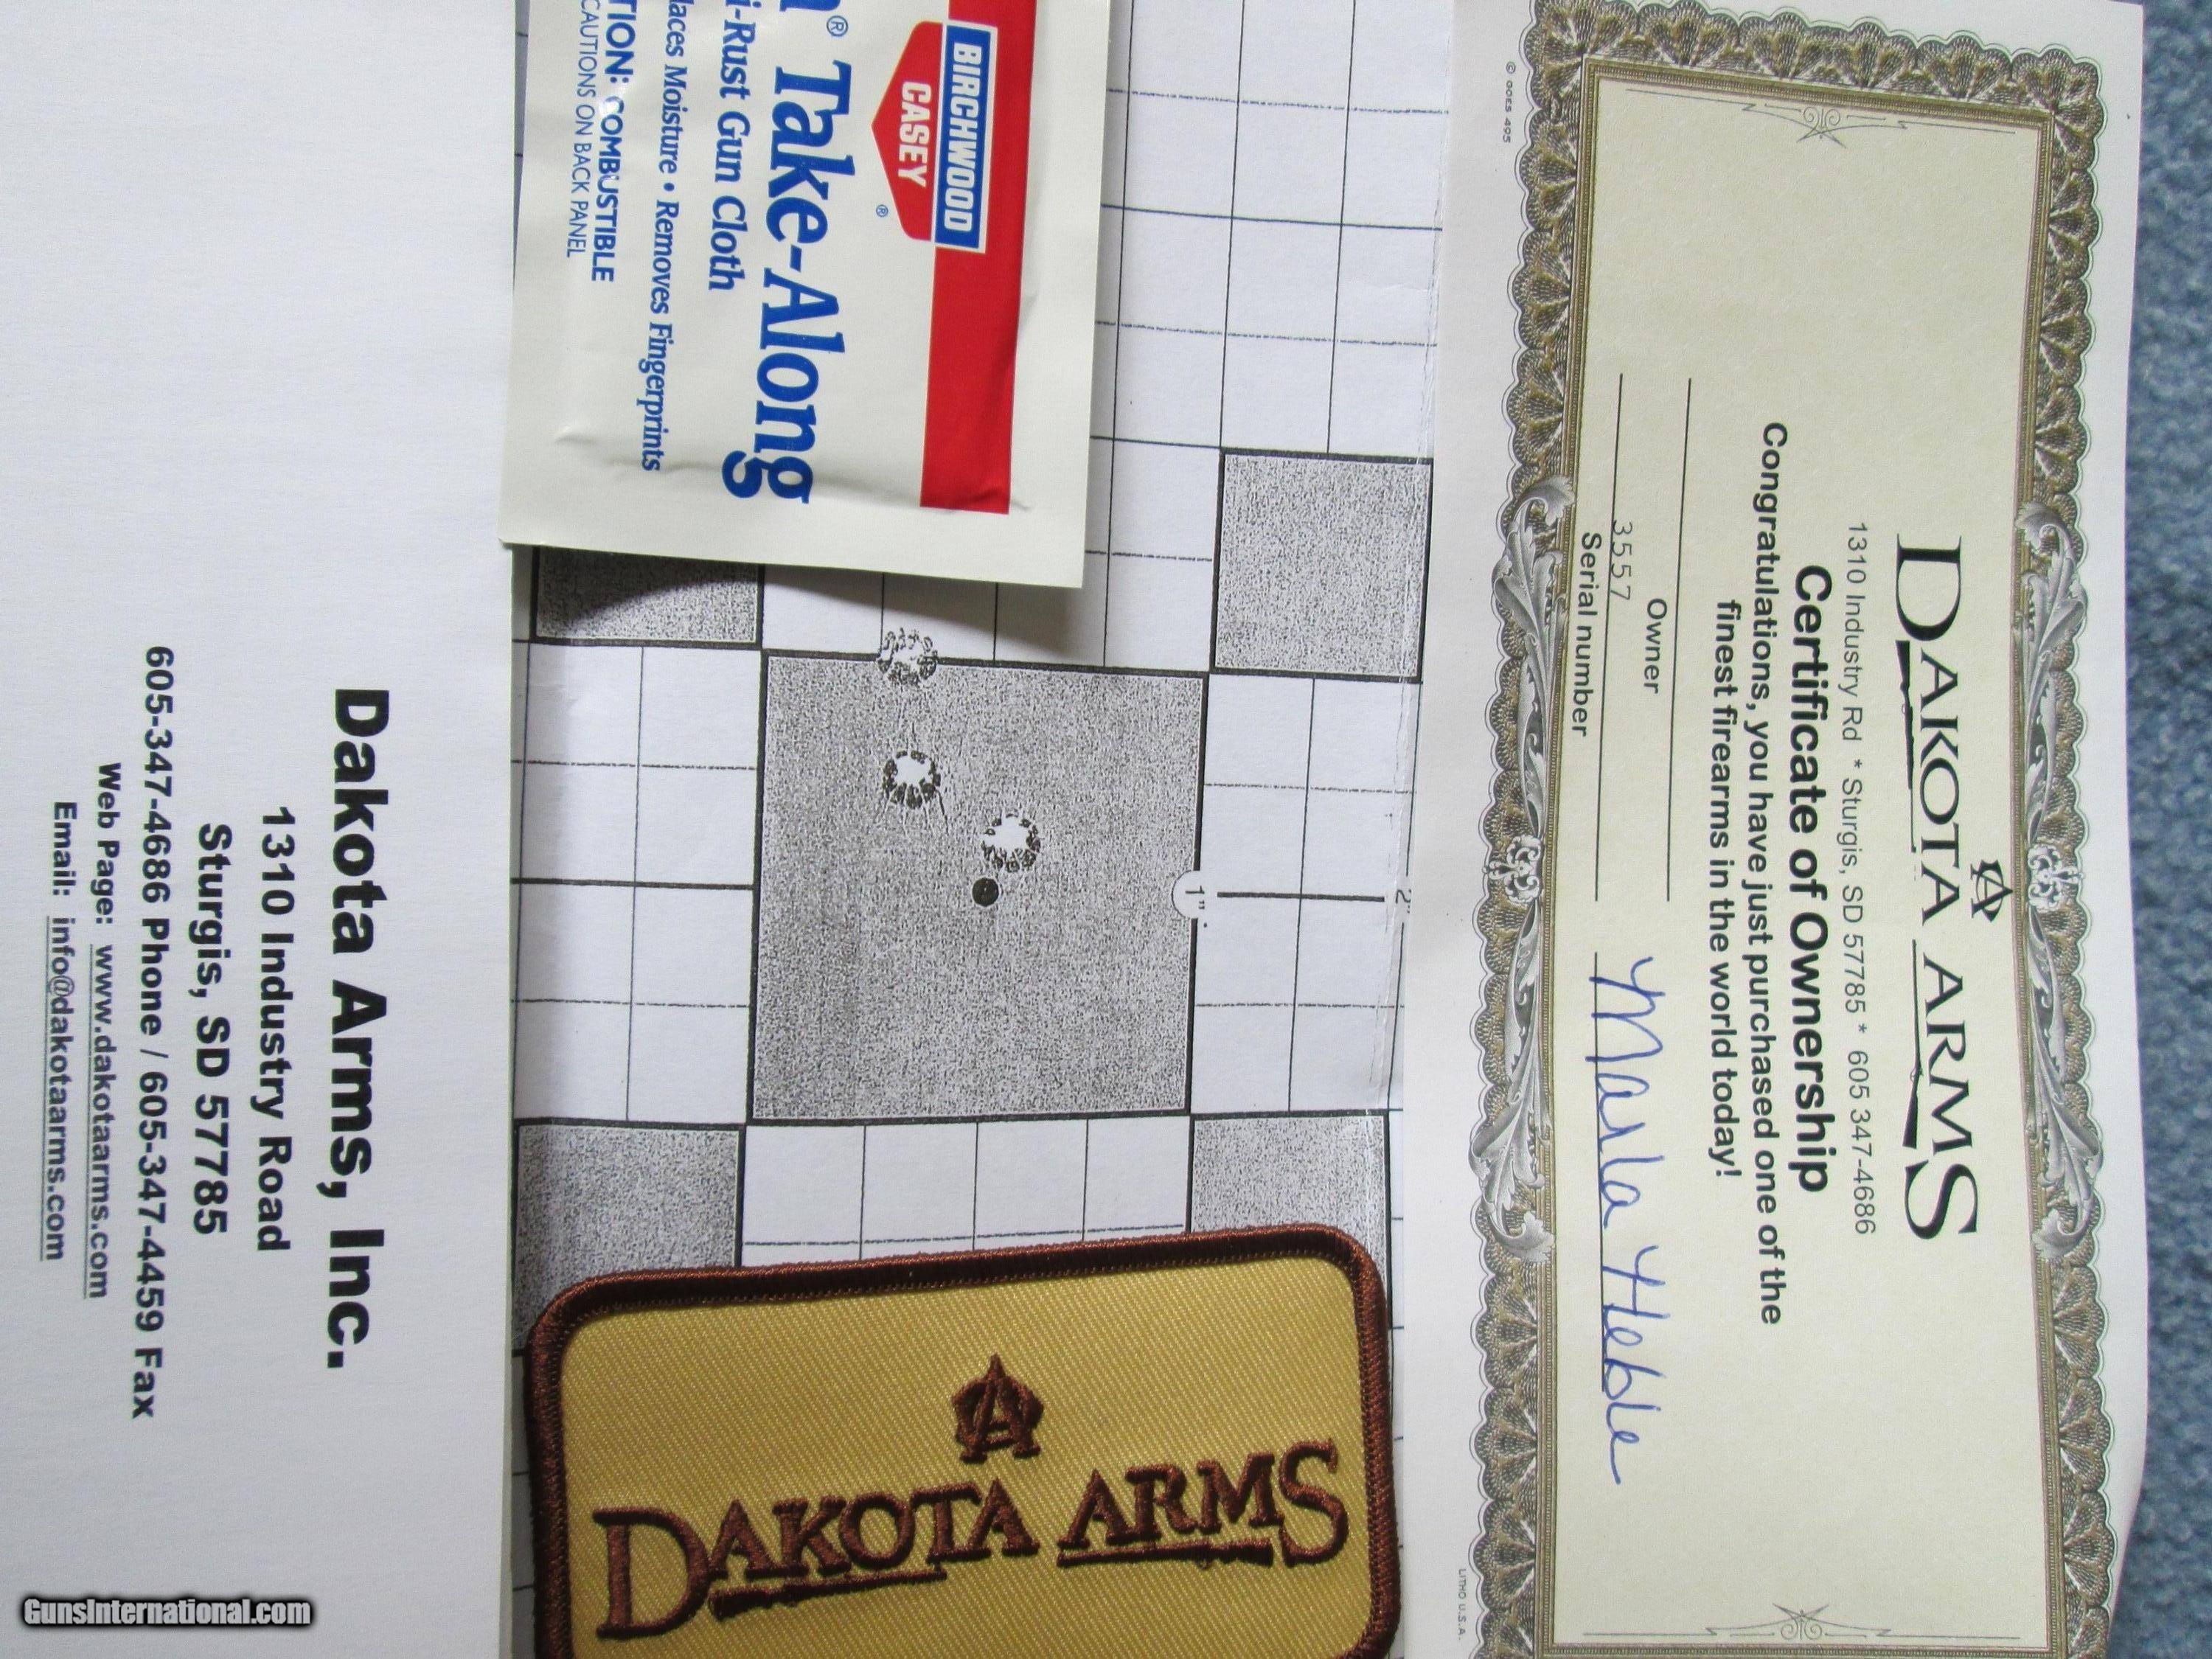 DAKOTA ARMS
1310 Industry Rd * Sturgis, SD 57785 * 605 347-4686
Certificate of Ownership
Congratulations, you have just purchased one of the
finest firearms in the world today!
Owner
3557
Serial number
Marla Hebbe
© GOES 495
LITHO U.S.A.
BIRCHWOOD
CASEY
®
® Take-Along
i-Rust Gun Cloth
laces Moisture • Removes Fingerprints
TION: COMBUSTIBLE
CAUTIONS ON BACK PANEL
1"
2"
DAKOTA ARMS
Dakota Arms, Inc.
1310 Industry Road
Sturgis, SD 57785
605-347-4686 Phone / 605-347-4459 Fax
Web Page: www.dakotaarms.com
Email: info@dakotaarms.com
GunsInternational.com